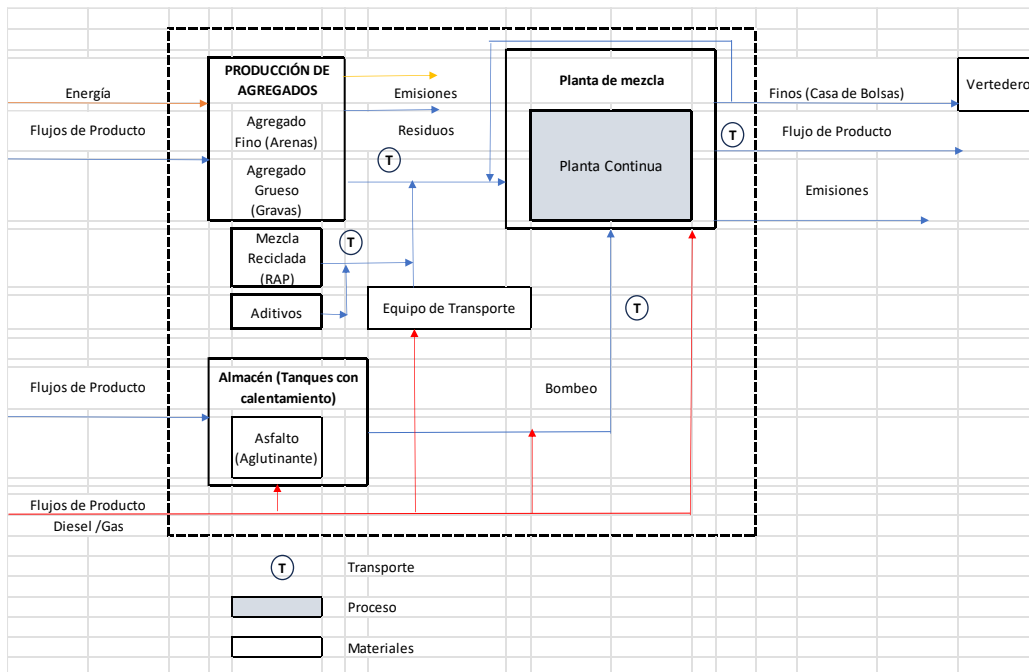 PRODUCCIÓN DE
AGREGADOS
Agregado
Fino (Arenas)
Agregado
Grueso
(Gravas)
Energía
Flujos de Producto
Emisiones
Residuos
T
Planta de mezcla
Planta Continua
Finos (Casa de Bolsas)
Vertedero
T
Flujo de Producto
Emisiones
Mezcla
Reciclada
(RAP)
T
Aditivos
Equipo de Transporte
T
Almacén (Tanques con
calentamiento)
Asfalto
(Aglutinante)
Flujos de Producto
Bombeo
Flujos de Producto
Diesel /Gas
T
Transporte
Proceso
Materiales